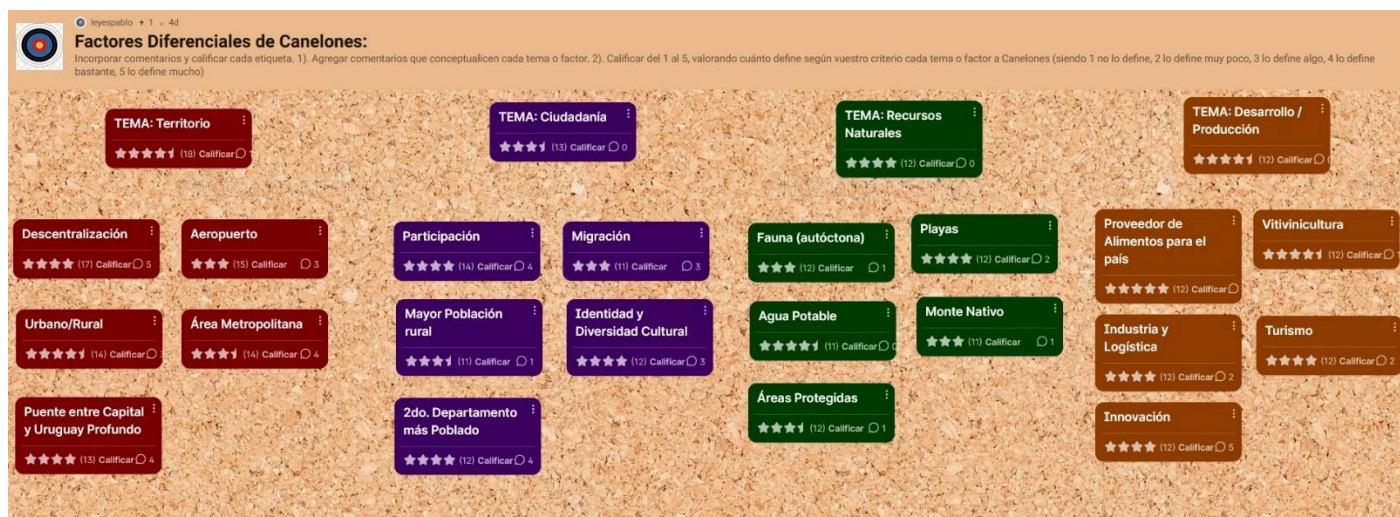 leyespablo + 1 • 4d
Factores Diferenciales de Canelones:
Incorporar comentarios y calificar cada etiqueta. 1). Agregar comentarios que conceptualicen cada tema o factor. 2). Calificar del 1 al 5, valorando cuánto define según vuestro criterio cada tema o factor a Canelones (siendo 1 no lo define, 2 lo define muy poco, 3 lo define algo, 4 lo define
bastante, 5 lo define mucho)
TEMA: Territorio
(18) Calificar
Descentralización
(17) Calificar 5
Aeropuerto
(15) Calificar 3
Urbano/Rural
(14) Calificar
Área Metropolitana
(14) Calificar 4
Puente entre Capital
y Uruguay Profundo
(13) Calificar 4
TEMA: Ciudadanía
(13) Calificar 0
Participación
(14) Calificar 4
Migración
(11) Calificar 3
Mayor Población
rural
(11) Calificar 1
Identidad y
Diversidad Cultural
(12) Calificar 3
2do. Departamento
más Poblado
(12) Calificar 4
TEMA: Recursos
Naturales
(12) Calificar 0
Fauna (autóctona)
(12) Calificar 1
Playas
(12) Calificar 2
Agua Potable
(11) Calificar
Monte Nativo
(11) Calificar 1
Áreas Protegidas
(12) Calificar 1
TEMA: Desarrollo /
Producción
(12) Calificar
Proveedor de
Alimentos para el
país
(12) Calificar
Vitivinicultura
(12) Calificar
Industria y
Logística
(12) Calificar 2
Turismo
(12) Calificar 2
Innovación
(12) Calificar 5